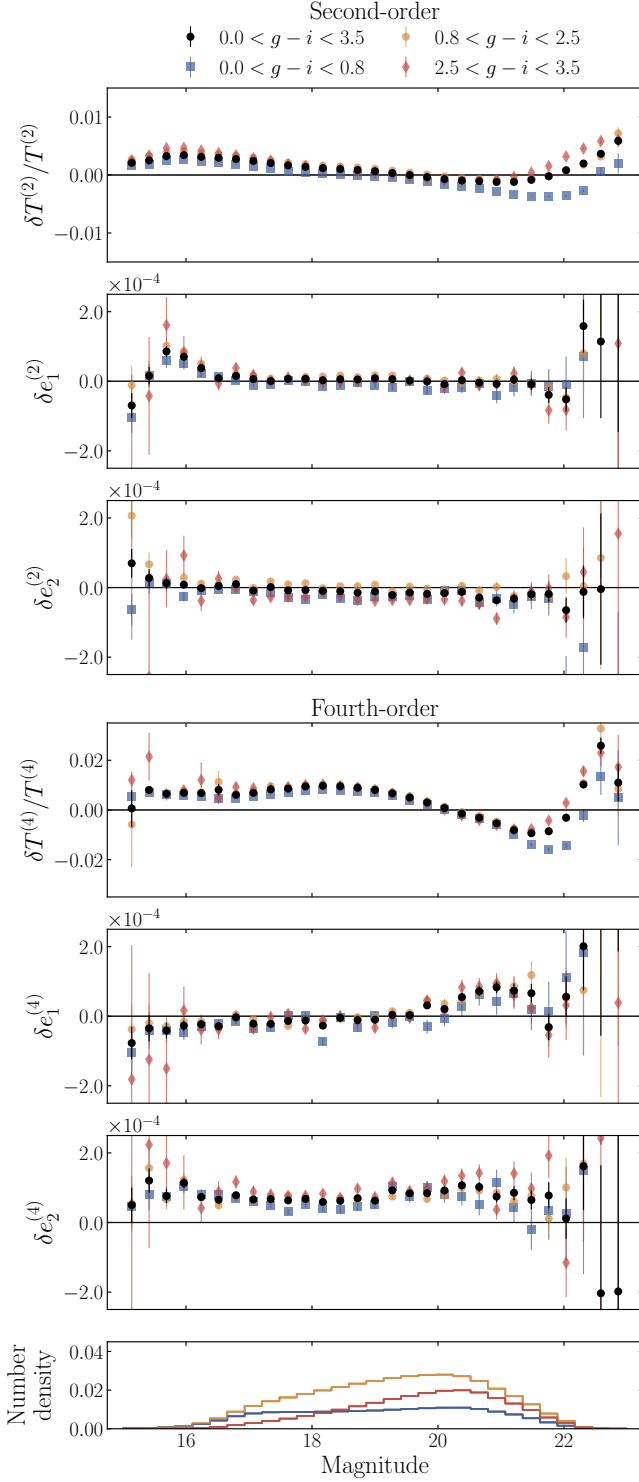 Second-order
0.0 < g − i < 3.5 0.8 < g − i < 2.5
0.0 < g − i < 0.8 2.5 < g − i < 3.5
0.01
0.00
−0.01
δT^(2)/T^(2)
×10^−4
2.0
0.0
−2.0
δe_1^(2)
×10^−4
2.0
0.0
−2.0
δe_2^(2)
Fourth-order
0.02
0.00
−0.02
δT^(4)/T^(4)
×10^−4
2.0
0.0
−2.0
δe_1^(4)
×10^−4
2.0
0.0
−2.0
δe_2^(4)
0.04
0.02
0.00
Number
density
16 18 20 22
Magnitude